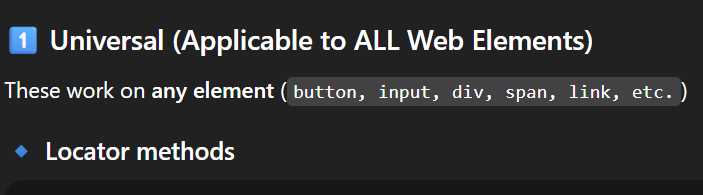 1 Universal (Applicable to ALL Web Elements)
These work on any element (button, input, div, span, link, etc.)
Locator methods